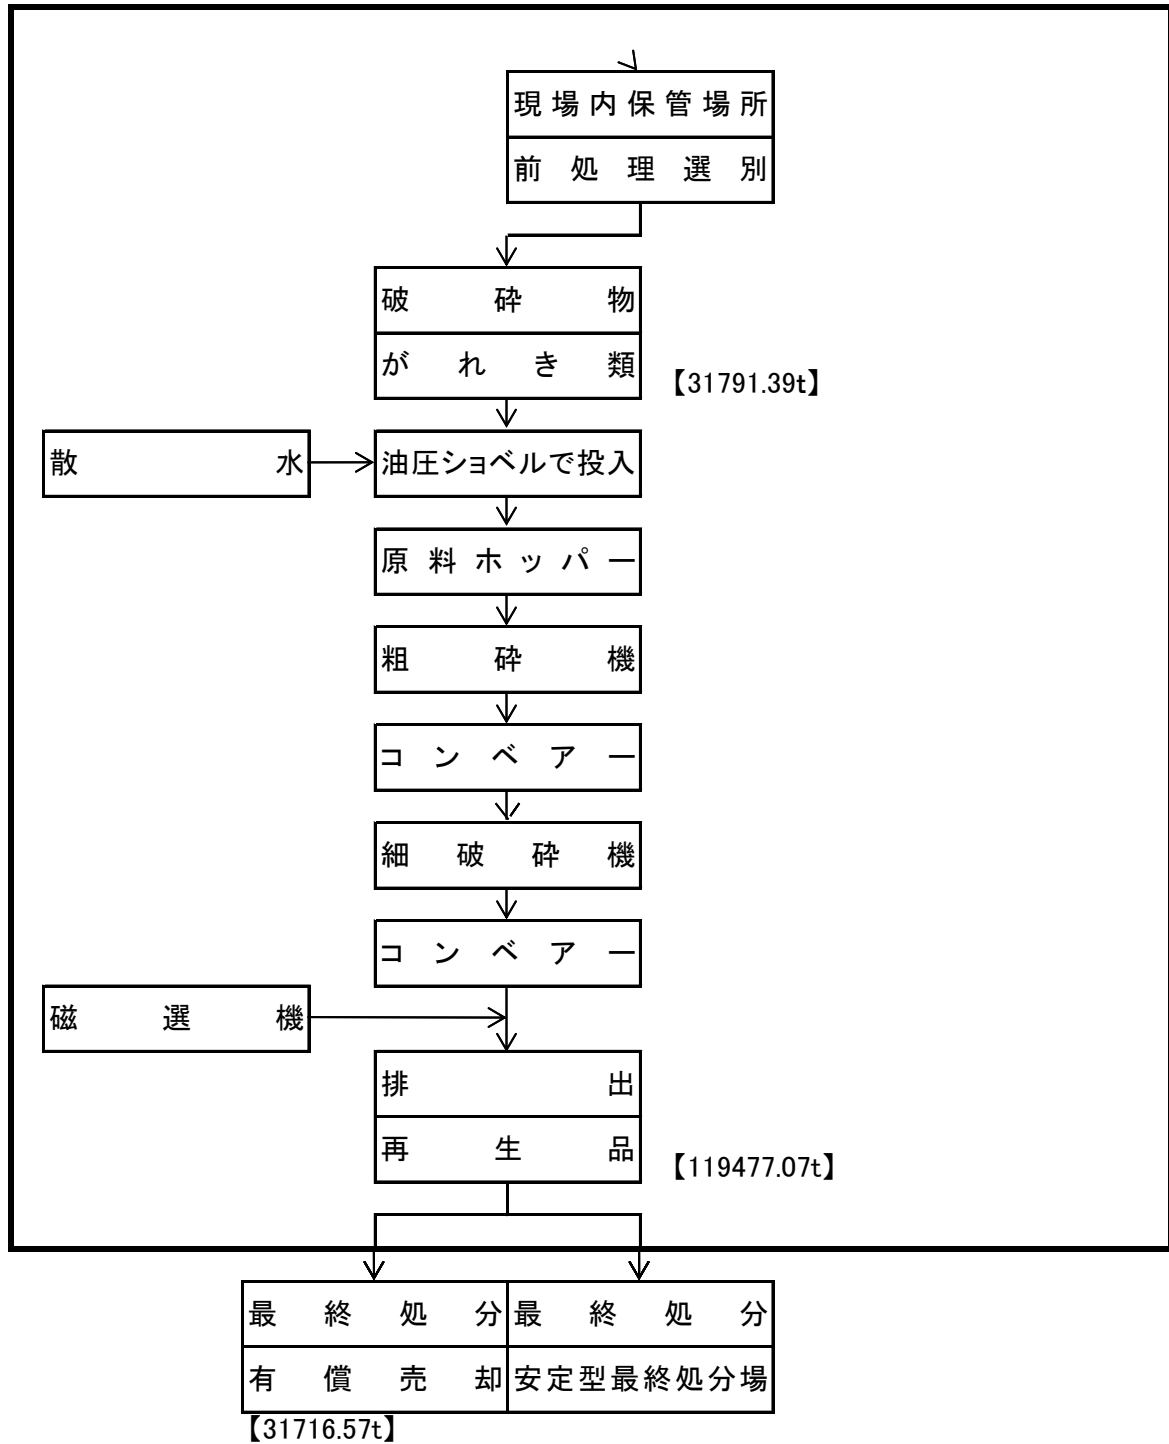 現場内保管場所
前処理選別
破砕物
がれき類
【31791.39t】
散水
油圧ショベルで投入
原料ホッパー
粗砕機
コンベアー
細破砕機
コンベアー
磁選機
排出
再生品
【119477.07t】
最終処分 最終処分
有償売却 安定型最終処分場
【31716.57t】